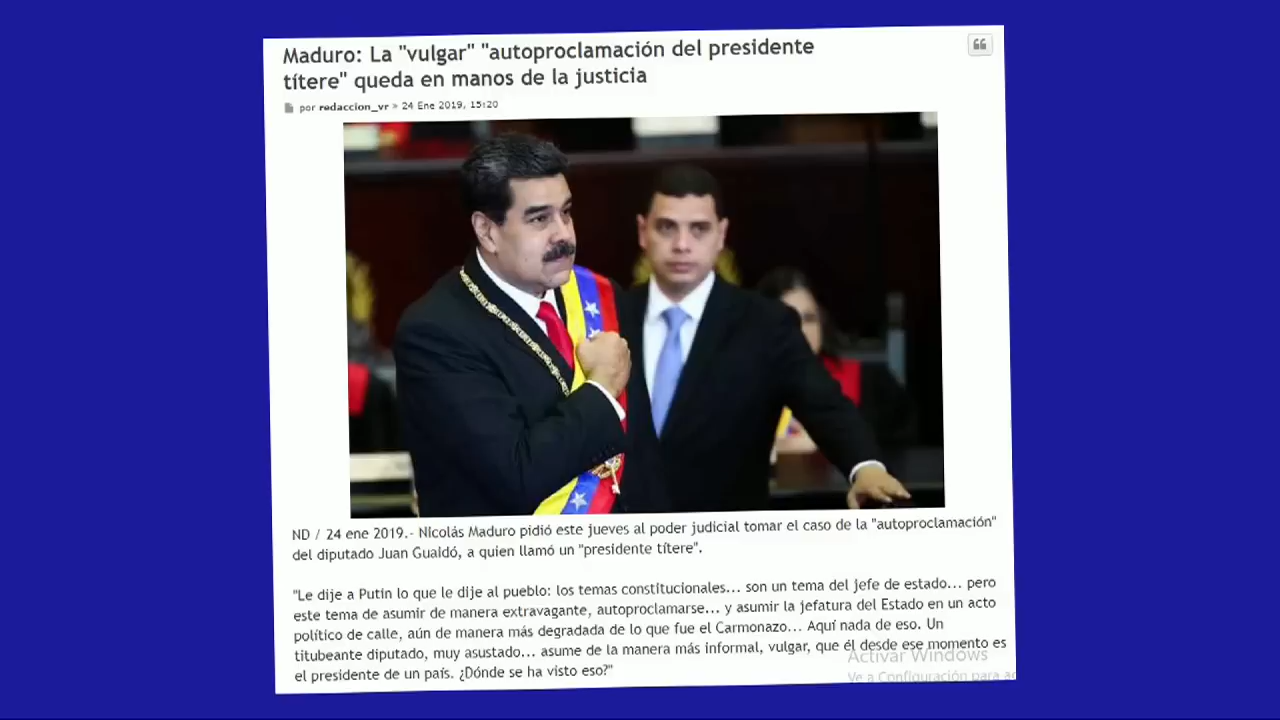 Maduro: La "vulgar" "autoproclamación del presidente
títere" queda en manos de la justicia
por redaccion_vr » 24 Ene 2019, 15:20
ND / 24 ene 2019.- Nicolás Maduro pidió este jueves al poder judicial tomar el caso de la "autoproclamación"
del diputado Juan Guaidó, a quien llamó un "presidente títere".
"Le dije a Putin lo que le dije al pueblo: los temas constitucionales... son un tema del jefe de estado... pero
este tema de asumir de manera extravagante, autoproclamarse... y asumir la jefatura del Estado en un acto
político de calle, aún de manera más degradada de lo que fue el Carmonazo... Aquí nada de eso. Un
titubeante diputado, muy asustado... asume de la manera más informal, vulgar, que él desde ese momento es
el presidente de un país. ¿Dónde se ha visto eso?"
Activar Windows
Ve a Configuración para